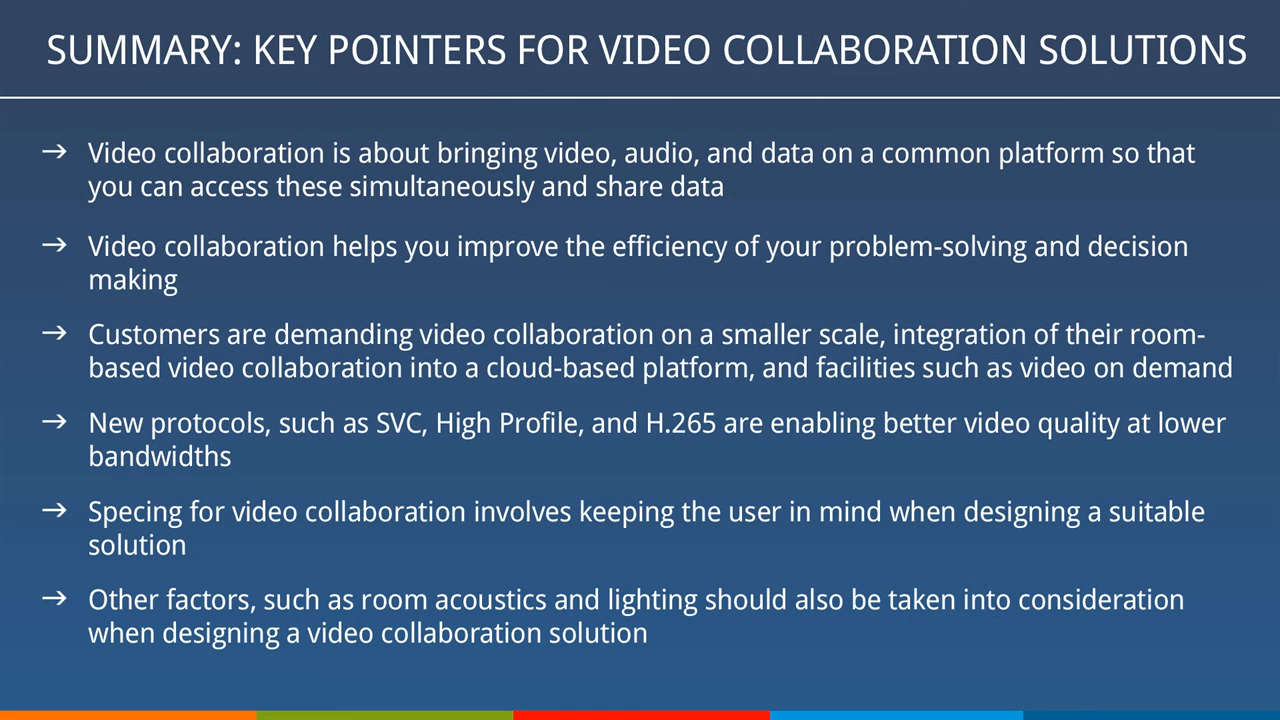 SUMMARY: KEY POINTERS FOR VIDEO COLLABORATION SOLUTIONS
→ Video collaboration is about bringing video, audio, and data on a common platform so that
you can access these simultaneously and share data
→ Video collaboration helps you improve the efficiency of your problem-solving and decision
making
→ Customers are demanding video collaboration on a smaller scale, integration of their room-
based video collaboration into a cloud-based platform, and facilities such as video on demand
→ New protocols, such as SVC, High Profile, and H.265 are enabling better video quality at lower
bandwidths
→ Specing for video collaboration involves keeping the user in mind when designing a suitable
solution
→ Other factors, such as room acoustics and lighting should also be taken into consideration
when designing a video collaboration solution